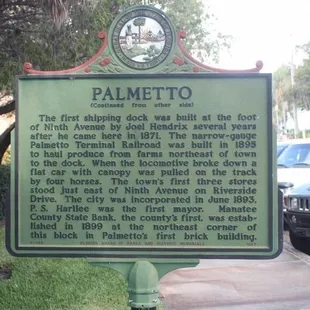 PALMETTO
(Continued from other side)
The first shipping dock was built at the foot
of Ninth Avenue by Joel Hendrix several years
after he came here in 1871. The narrow-gauge
Palmetto Terminal Railroad was built in 1895
to haul produce from farms northeast of town
to the dock. When the locomotive broke down a
flat car with canopy was pulled on the track
by four horses. The town's first three stores
stood just east of Ninth Avenue on Riverside
Drive. The city was incorporated in June 1893.
P. S. Harllee was the first mayor. Manatee
County State Bank, the county's first, was estab-
lished in 1899 at the northeast corner of
this block in Palmetto's first brick building.